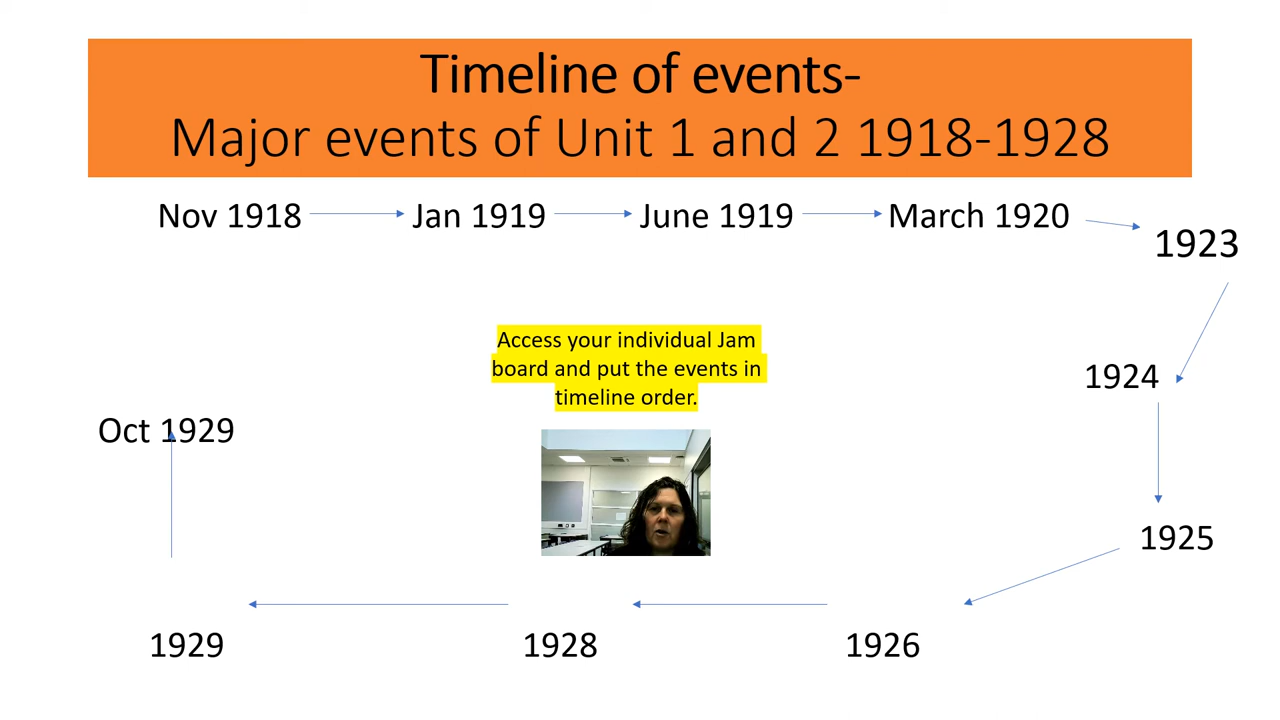 Timeline of events-
Major events of Unit 1 and 2 1918-1928
Nov 1918
Jan 1919
June 1919
March 1920
1923
Access your individual Jam
board and put the events in
timeline order.
1924
Oct 1929
1925
1926
1928
1929